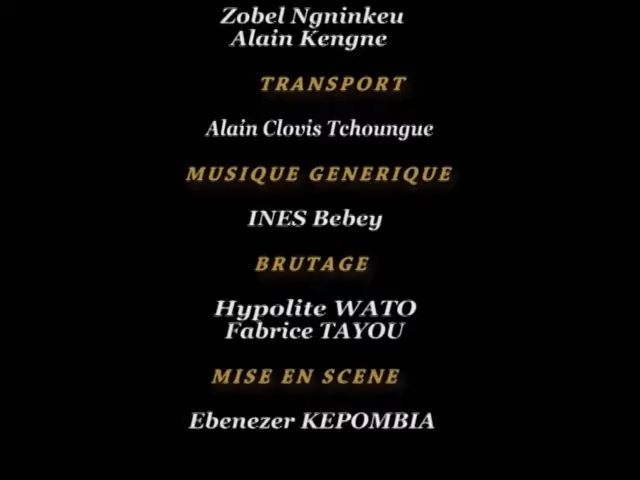 Zobel Ngninkeu
Alain Kengne
TRANSPORT
Alain Clovis Tchoungue
MUSIQUE GENERIQUE
INES Bebey
BRUTAGE
Hypolite WATO
Fabrice TAYOU
MISE EN SCENE
Ebenezer KEPOMBIA